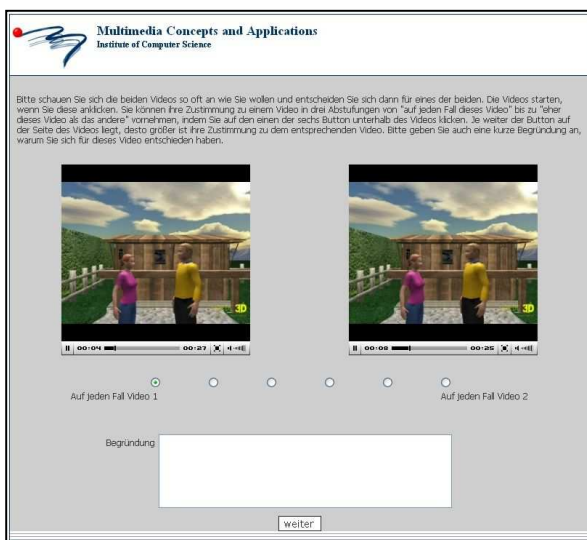 Multimedia Concepts and Applications
Institute of Computer Science
Bitte schauen Sie sich die beiden Videos so oft an wie Sie wollen und entscheiden Sie sich dann für eines der beiden. Die Videos starten,
wenn Sie diese anklicken. Sie können ihre Zustimmung zu einem Video in drei Abstufungen von "auf jeden Fall dieses Video" bis zu "eher
dieses Video als das andere" vornehmen, indem Sie auf den einen der sechs Button unterhalb des Videos klicken. Je weiter der Button auf
der Seite des Videos liegt, desto größer ist ihre Zustimmung zu dem entsprechenden Video. Bitte geben Sie auch eine kurze Begründung an,
warum Sie sich für dieses Video entschieden haben.
3D 3D
00:04 00:27 00:08 00:25
Auf jeden Fall Video 1 Auf jeden Fall Video 2
Begründung
weiter